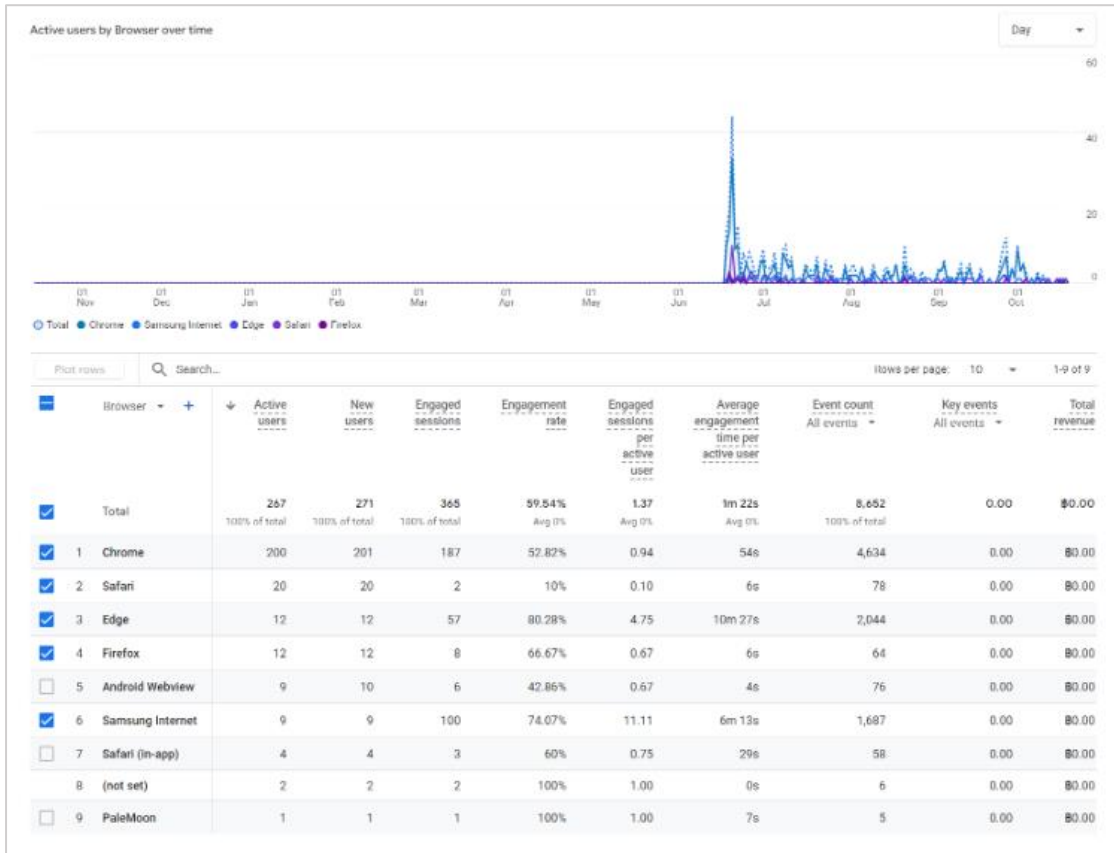 Active users by Browser over time
Day
60
40
20
0
01 01 01 01 01 01 01 01 01 01 01 01
Nov Dec Jan Feb Mar Apr May Jun Jul Aug Sep Oct
Total Chrome Samsung Internet Edge Safari Firefox
Plot rows Search... Rows per page: 10 1-9 of 9
Browser + Active users New users Engaged sessions Engagement rate Engaged sessions per active user Average engagement time per active user Event count All events Key events All events Total revenue
Total 267 271 365 59.54% 1.37 1m 22s 8,652 0.00 ฿0.00
100% of total 100% of total 100% of total Avg 0% Avg 0% Avg 0% 100% of total
1 Chrome 200 201 187 52.82% 0.94 54s 4,634 0.00 ฿0.00
2 Safari 20 20 2 10% 0.10 6s 78 0.00 ฿0.00
3 Edge 12 12 57 80.28% 4.75 10m 27s 2,044 0.00 ฿0.00
4 Firefox 12 12 8 66.67% 0.67 6s 64 0.00 ฿0.00
5 Android Webview 9 10 6 42.86% 0.67 4s 76 0.00 ฿0.00
6 Samsung Internet 9 9 100 74.07% 11.11 6m 13s 1,687 0.00 ฿0.00
7 Safari (in-app) 4 4 3 60% 0.75 29s 58 0.00 ฿0.00
8 (not set) 2 2 2 100% 1.00 0s 6 0.00 ฿0.00
9 PaleMoon 1 1 1 100% 1.00 7s 5 0.00 ฿0.00